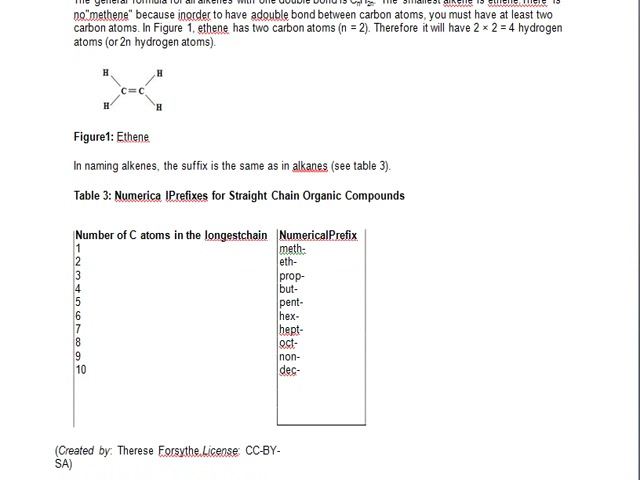 The general formula for all alkenes with one double bond is CnH2n. The smallest alkene is ethene.There is
no"methene" because inorder to have adouble bond between carbon atoms, you must have at least two
carbon atoms. In Figure 1, ethene has two carbon atoms (n = 2). Therefore it will have 2 × 2 = 4 hydrogen
atoms (or 2n hydrogen atoms).
H H
C=C
H H
Figure1: Ethene
In naming alkenes, the suffix is the same as in alkanes (see table 3).
Table 3: Numerica lPrefixes for Straight Chain Organic Compounds
Number of C atoms in the longestchain NumericalPrefix
1 meth-
2 eth-
3 prop-
4 but-
5 pent-
6 hex-
7 hept-
8 oct-
9 non-
10 dec-
(Created by: Therese Forsythe.License: CC-BY-
SA)